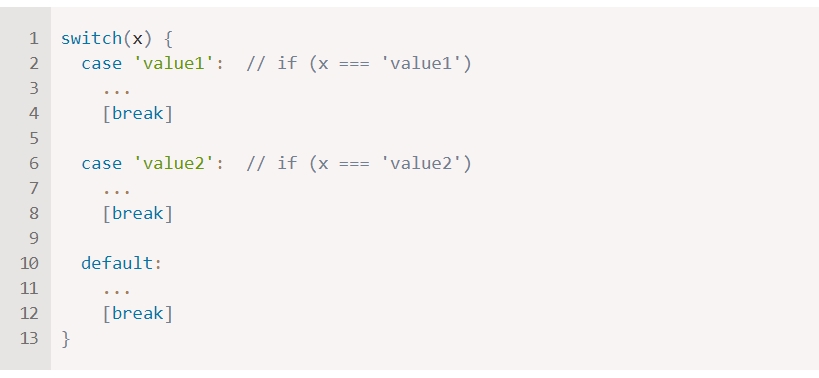 1 switch(x) {
2 case 'value1': // if (x === 'value1')
3 ...
4 [break]
5
6 case 'value2': // if (x === 'value2')
7 ...
8 [break]
9
10 default:
11 ...
12 [break]
13 }